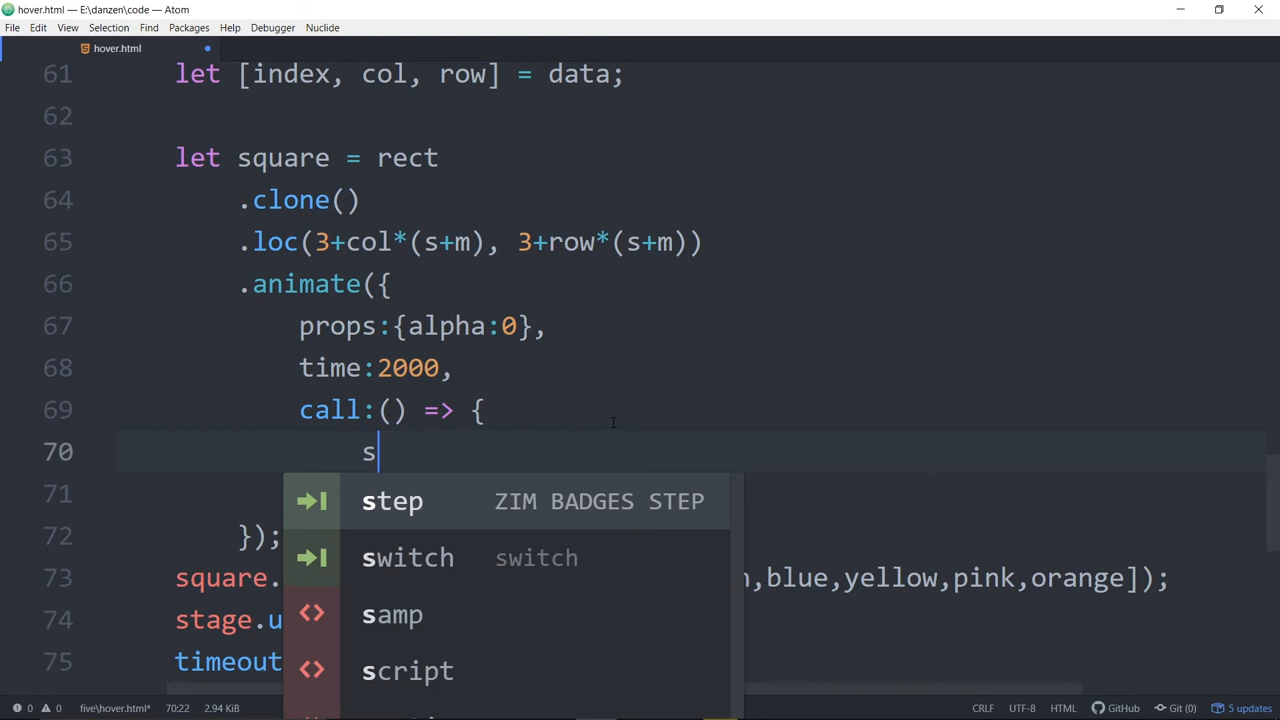 hover.html — E:\danzen\code — Atom
File Edit View Selection Find Packages Help Debugger Nuclide
hover.html
61 let [index, col, row] = data;
62
63 let square = rect
64 .clone()
65 .loc(3+col*(s+m), 3+row*(s+m))
66 .animate({
67 props:{alpha:0},
68 time:2000,
69 call:() => {
70 s
step ZIM BADGES STEP
71
switch switch
72 });
73 square. ,blue,yellow,pink,orange]);
samp
74 stage.u
75 timeout
script
0 0 five\hover.html* 70:22 2.94 KiB CRLF UTF-8 HTML GitHub Git (0) 5 updates